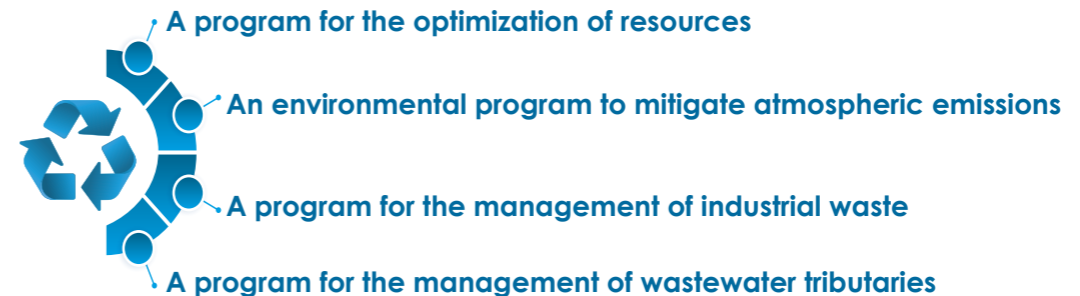 A program for the optimization of resources
An environmental program to mitigate atmospheric emissions
A program for the management of industrial waste
A program for the management of wastewater tributaries